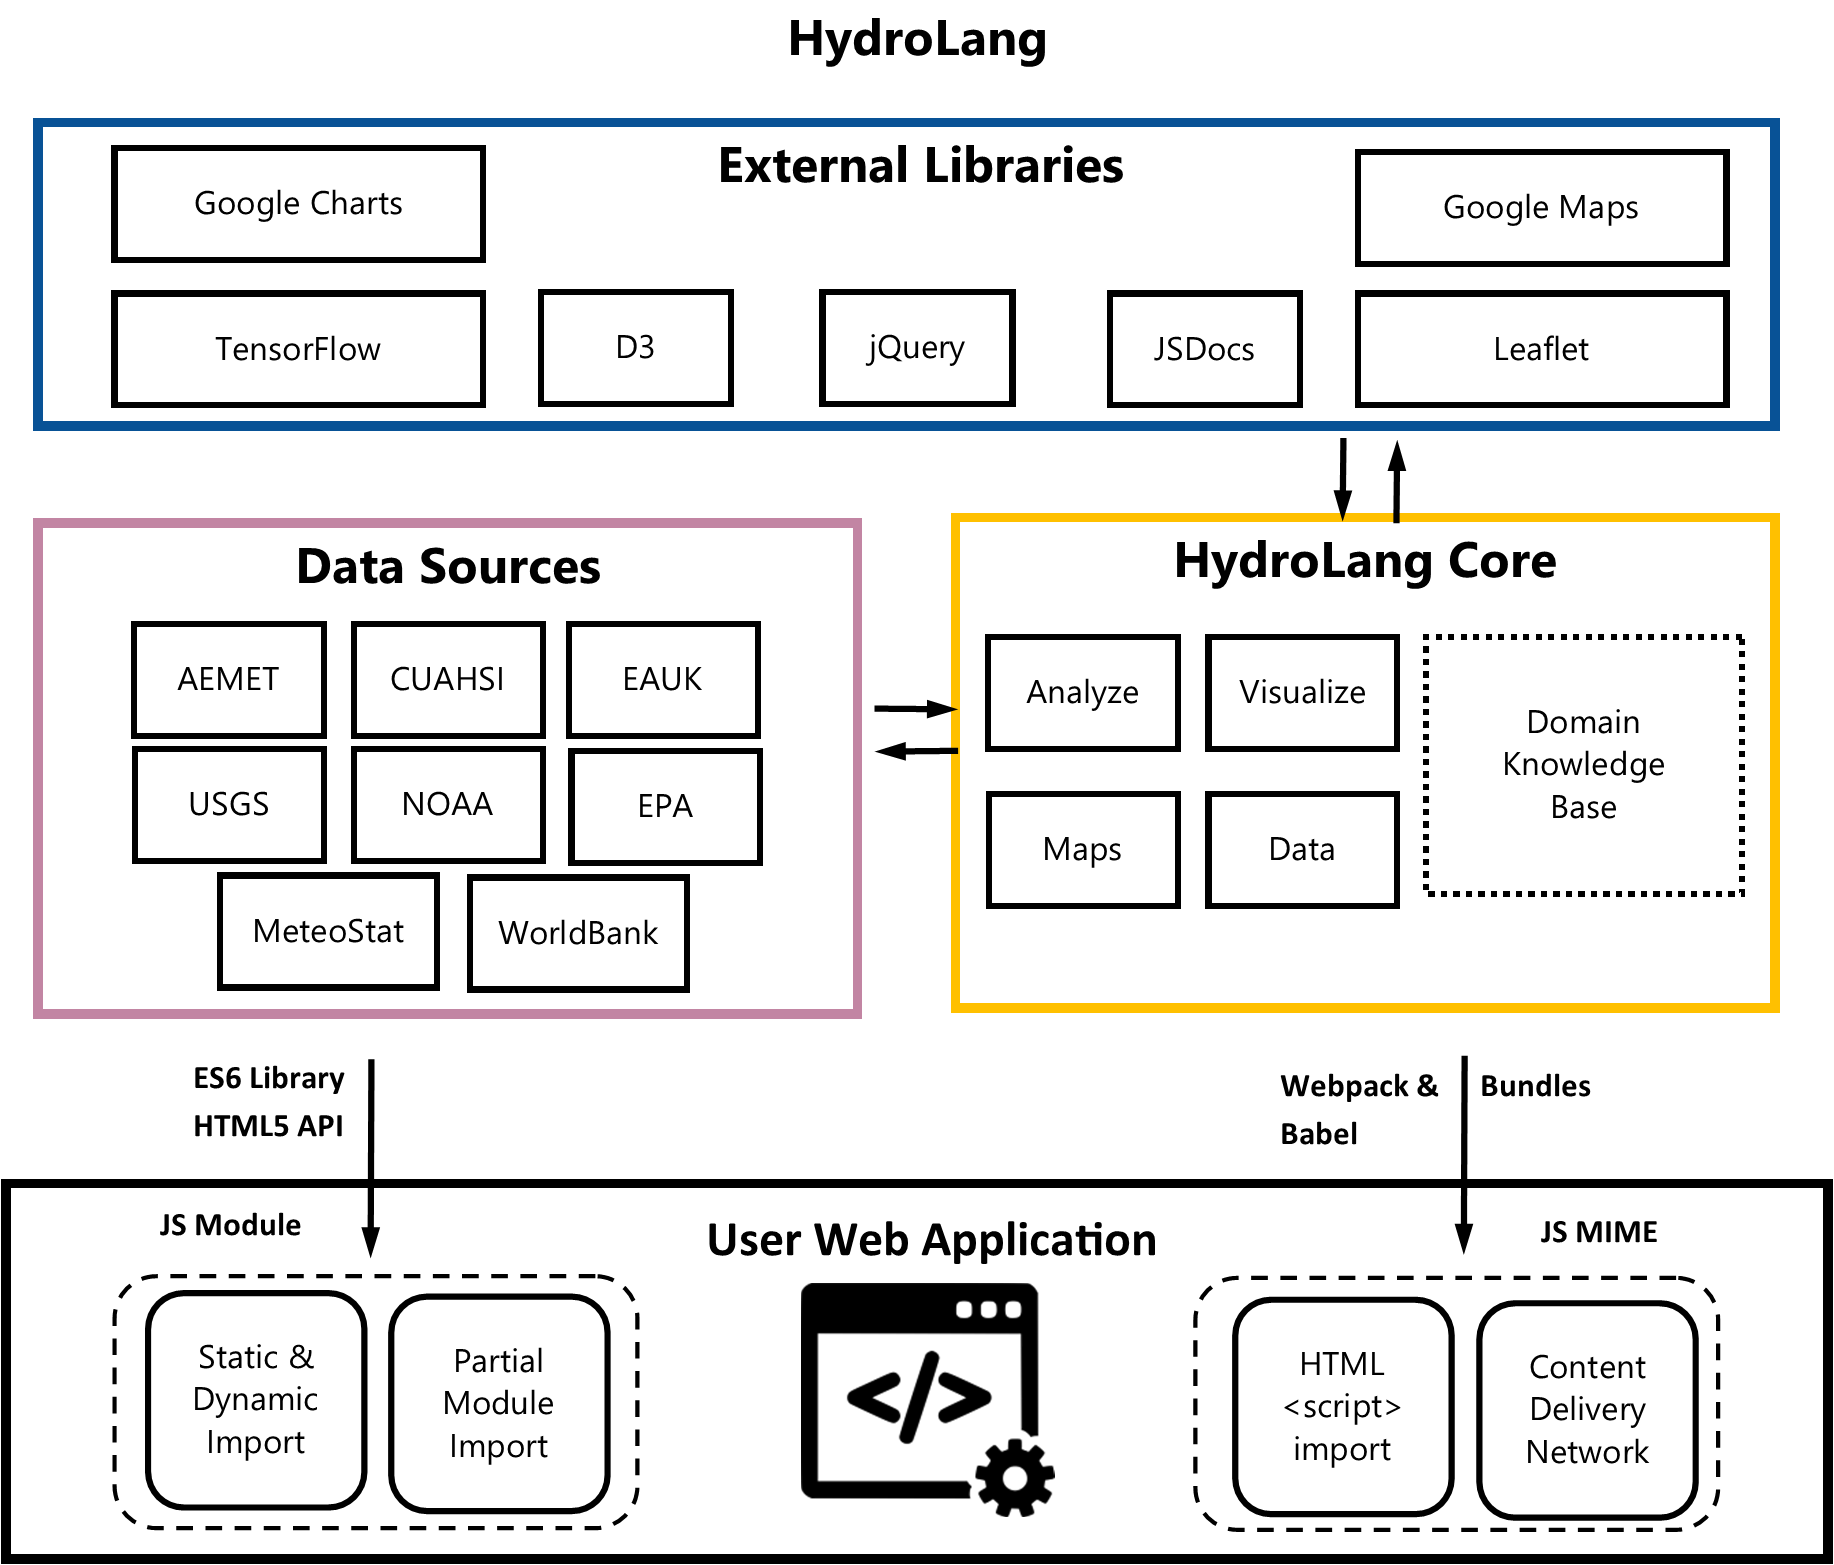 HydroLang
External Libraries
Google Charts
Google Maps
TensorFlow
D3
jQuery
JSDocs
Leaflet
Data Sources
AEMET
CUAHSI
EAUK
USGS
NOAA
EPA
MeteoStat
WorldBank
HydroLang Core
Analyze
Visualize
Maps
Data
Domain
Knowledge
Base
ES6 Library
HTML5 API
Webpack &
Babel
Bundles
User Web Application
JS Module
Static &
Dynamic
Import
Partial
Module
Import
</>
JS MIME
HTML
<script>
import
Content
Delivery
Network